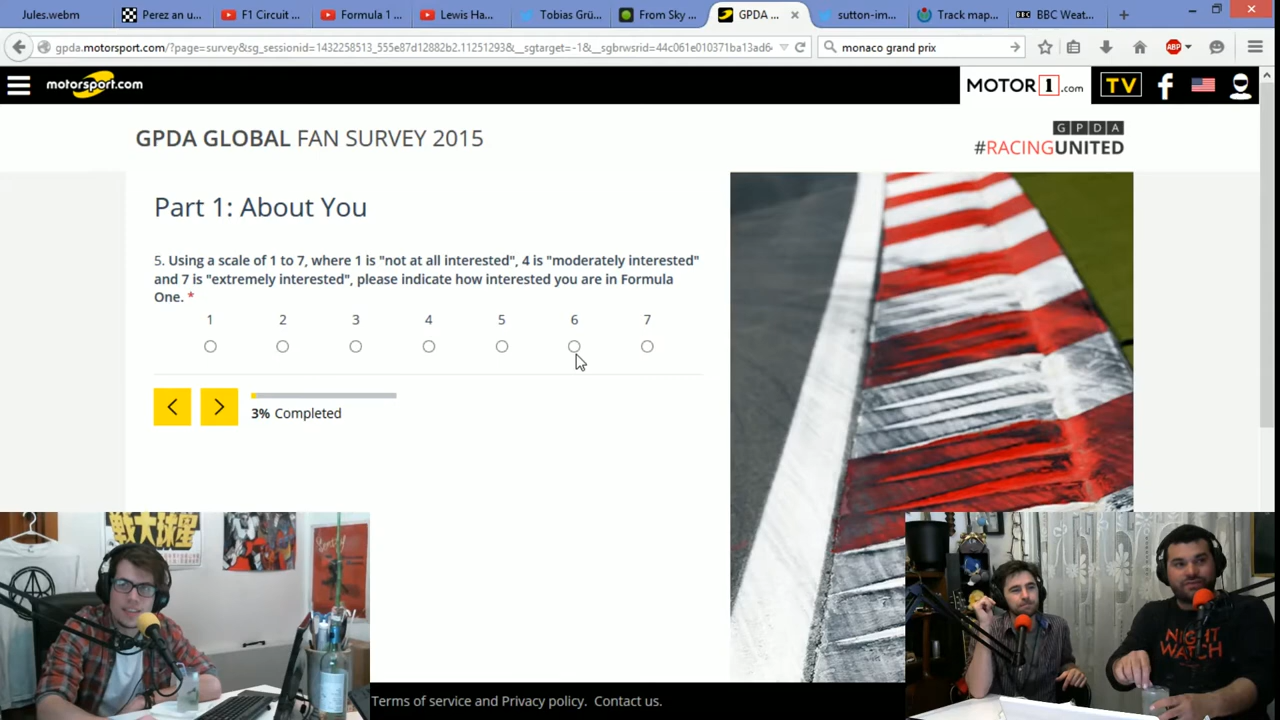 Jules.webm
Perez an u...
F1 Circuit ...
Formula 1 ...
Lewis Ha...
Tobias Grü...
From Sky ...
GPDA ...
sutton-im...
Track map...
BBC Weat...
gpda.motorsport.com/?page=survey&sg_sessionid=1432258513_555e87d12882b2.11251293&__sgtarget=-1&__sgbrwsrid=44c061e010371ba13ad6
monaco grand prix
ABP
motorsport.com
MOTOR 1 .com
TV
GPDA GLOBAL FAN SURVEY 2015
GPDA
#RACINGUNITED
Part 1: About You
5. Using a scale of 1 to 7, where 1 is "not at all interested", 4 is "moderately interested"
and 7 is "extremely interested", please indicate how interested you are in Formula
One. *
1 2 3 4 5 6 7
3% Completed
NIGHT
WATCH
Terms of service and Privacy policy. Contact us.